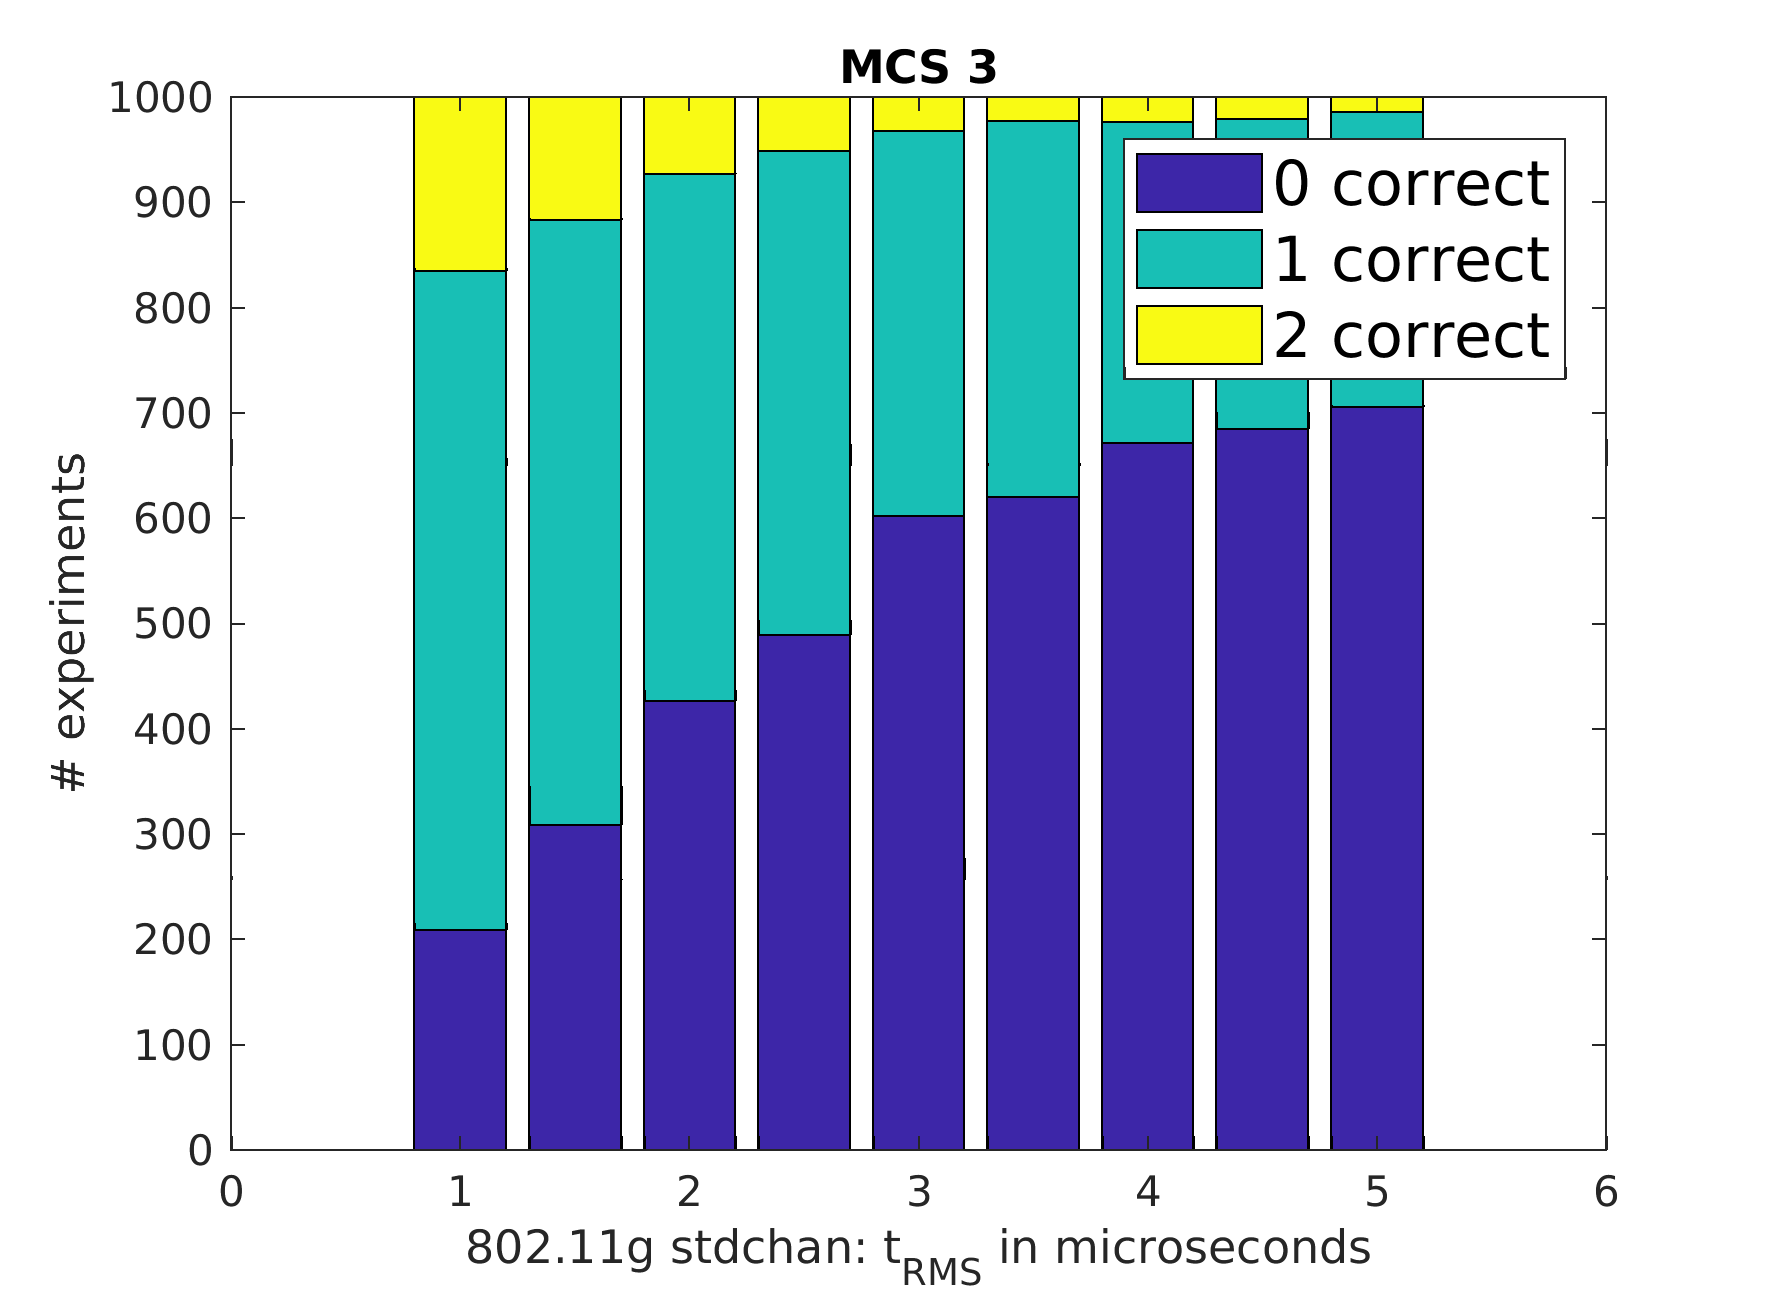 MCS 3
1000
900
800
700
600
500
400
300
200
100
0
# experiments
0 correct
1 correct
2 correct
0 1 2 3 4 5 6
802.11g stdchan: t_RMS in microseconds